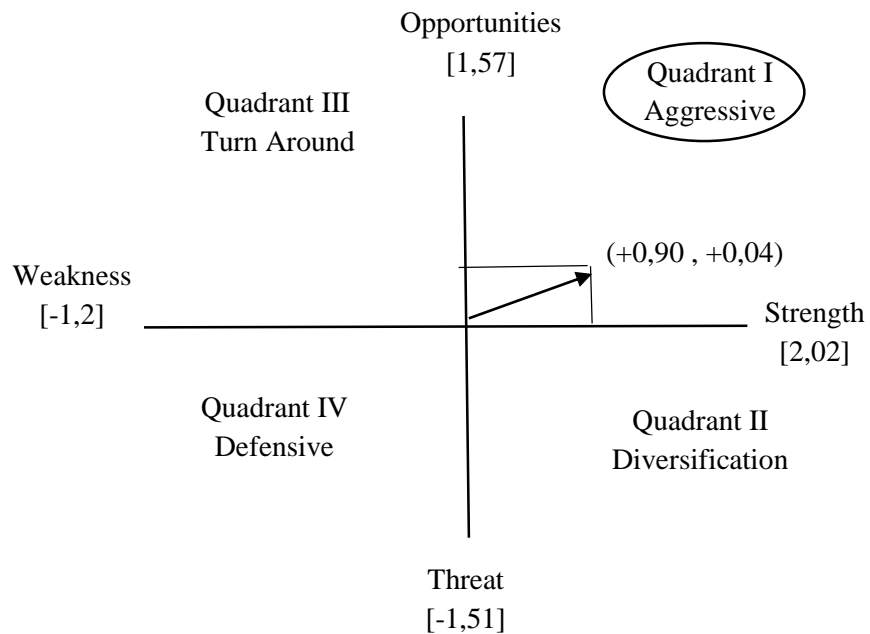 Opportunities
[1,57]
Quadrant I
Aggressive
Quadrant III
Turn Around
(+0,90 , +0,04)
Weakness
[-1,2]
Strength
[2,02]
Quadrant IV
Defensive
Quadrant II
Diversification
Threat
[-1,51]